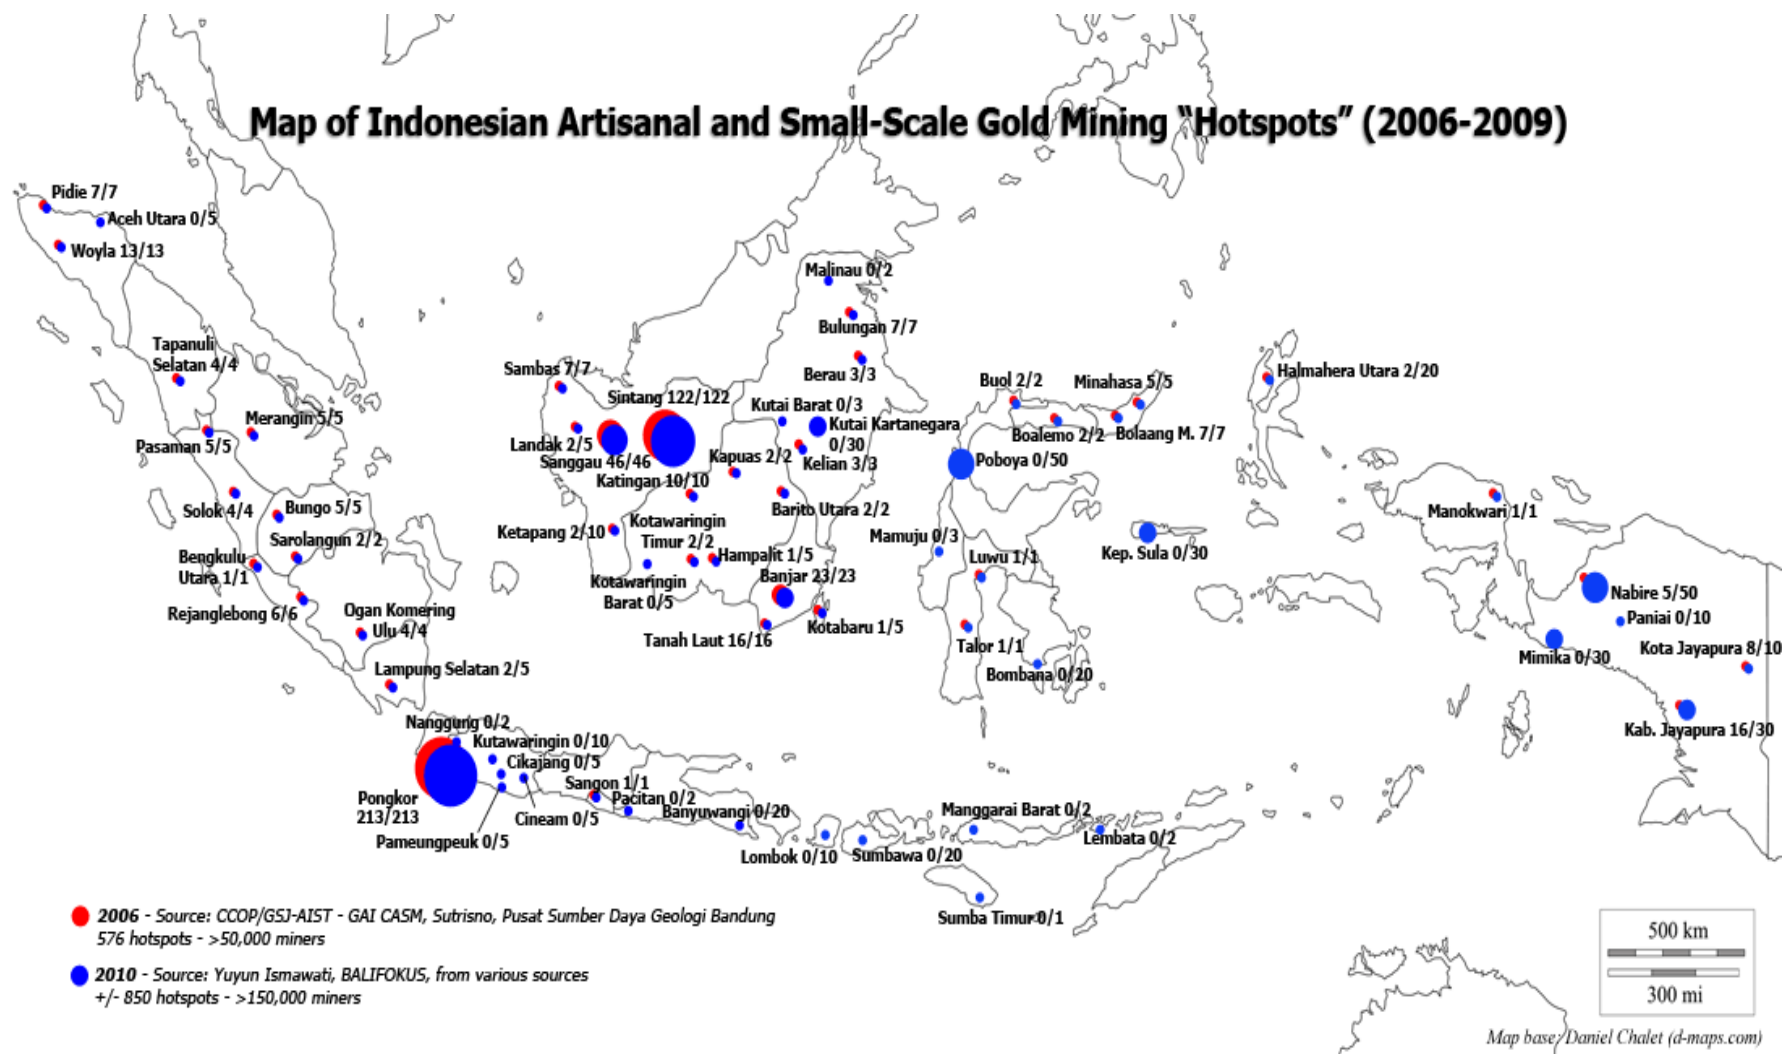 Map of Indonesian Artisanal and Small-Scale Gold Mining “Hotspots” (2006-2009)
Pidie 7/7
Aceh Utara 0/5
Woyla 13/13
Tapanuli
Selatan 4/4
Merangin 5/5
Pasaman 5/5
Solok 4/4
Bungo 5/5
Sarolangun 2/2
Bengkulu
Utara 1/1
Rejanglebong 6/6
Ogan Komering
Ulu 4/4
Lampung Selatan 2/5
Malinau 0/2
Bulungan 7/7
Berau 3/3
Sambas 7/7
Sintang 122/122
Kutai Barat 0/3
Kutai Kartanegara
0/30
Landak 2/5
Sanggau 46/46
Kapuas 2/2
Kelian 3/3
Katingan 10/10
Barito Utara 2/2
Ketapang 2/10
Kotawaringin
Timur 2/2
Hampalit 1/5
Kotawaringin
Barat 0/5
Banjar 23/23
Kotabaru 1/5
Tanah Laut 16/16
Buol 2/2
Minahasa 5/5
Boalemo 2/2
Bolaang M. 7/7
Poboya 0/50
Mamuju 0/3
Luwu 1/1
Talor 1/1
Bombana 0/20
Halmahera Utara 2/20
Kep. Sula 0/30
Manokwari 1/1
Nabire 5/50
Paniai 0/10
Mimika 0/30
Kota Jayapura 8/10
Kab. Jayapura 16/30
Nanggung 0/2
Kutawaringin 0/10
Cikajang 0/5
Sangon 1/1
Pongkor
213/213
Pacitan 0/2
Cineam 0/5
Banyuwangi 0/20
Pameungpeuk 0/5
Lombok 0/10
Sumbawa 0/20
Manggarai Barat 0/2
Lembata 0/2
Sumba Timur 0/1
2006 - Source: CCOP/GSJ-AIST - GAI CASM, Sutrisno, Pusat Sumber Daya Geologi Bandung
576 hotspots - >50,000 miners
2010 - Source: Yuyun Ismawati, BALIFOKUS, from various sources
+/- 850 hotspots - >150,000 miners
500 km
300 mi
Map base: Daniel Chalet (d-maps.com)